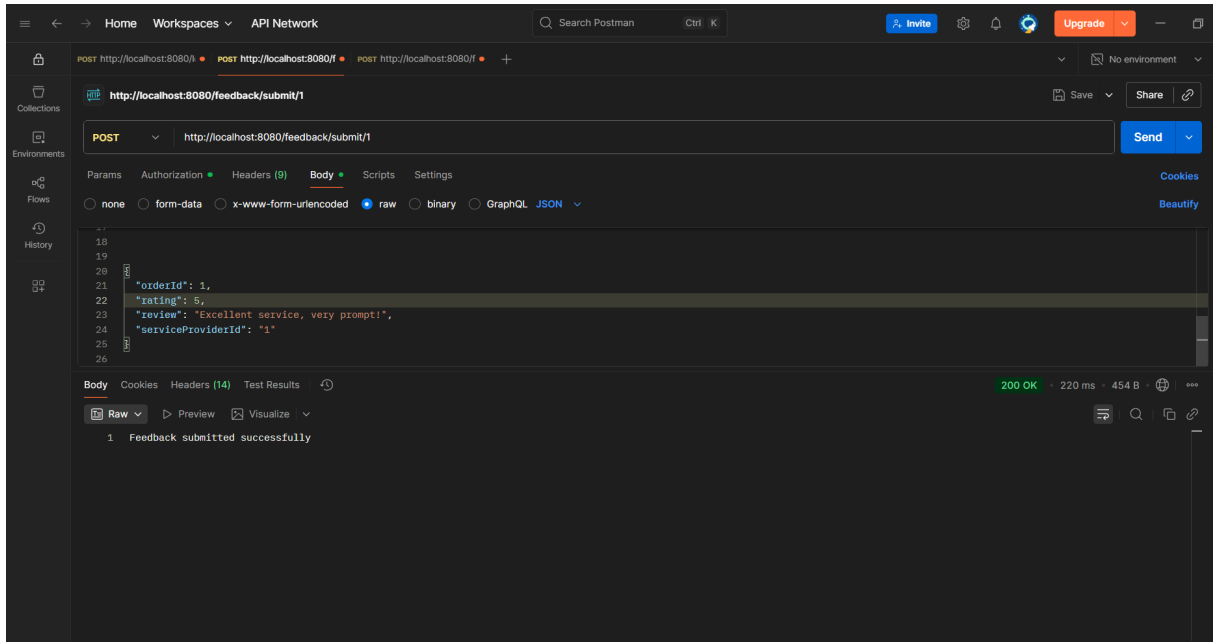 Home Workspaces API Network Search Postman Ctrl K Invite Upgrade
POST http://localhost:8080/ POST http://localhost:8080/f POST http://localhost:8080/f No environment
Collections
HTTP http://localhost:8080/feedback/submit/1 Save Share
Environments
POST http://localhost:8080/feedback/submit/1 Send
Flows
Params Authorization Headers (9) Body Scripts Settings Cookies
History
none form-data x-www-form-urlencoded raw binary GraphQL JSON Beautify
18
19
20 {
21 "orderId": 1,
22 "rating": 5,
23 "review": "Excellent service, very prompt!",
24 "serviceProviderId": "1"
25 }
26
Body Cookies Headers (14) Test Results 200 OK 220 ms 454 B
Raw Preview Visualize
1 Feedback submitted successfully